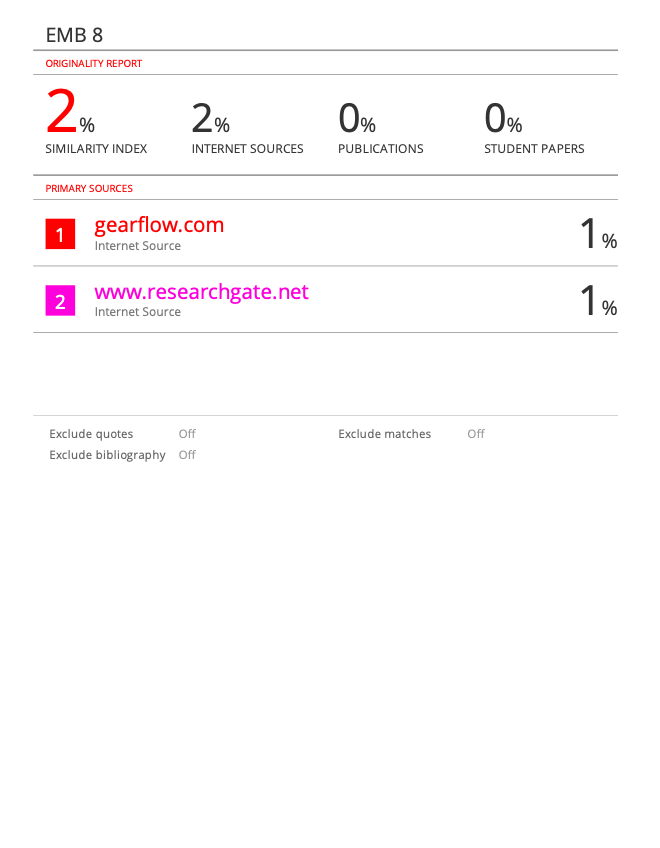 EMB 8
ORIGINALITY REPORT
2% 2% 0% 0%
SIMILARITY INDEX INTERNET SOURCES PUBLICATIONS STUDENT PAPERS
PRIMARY SOURCES
1 gearflow.com 1%
Internet Source
2 www.researchgate.net 1%
Internet Source
Exclude quotes Off Exclude matches Off
Exclude bibliography Off